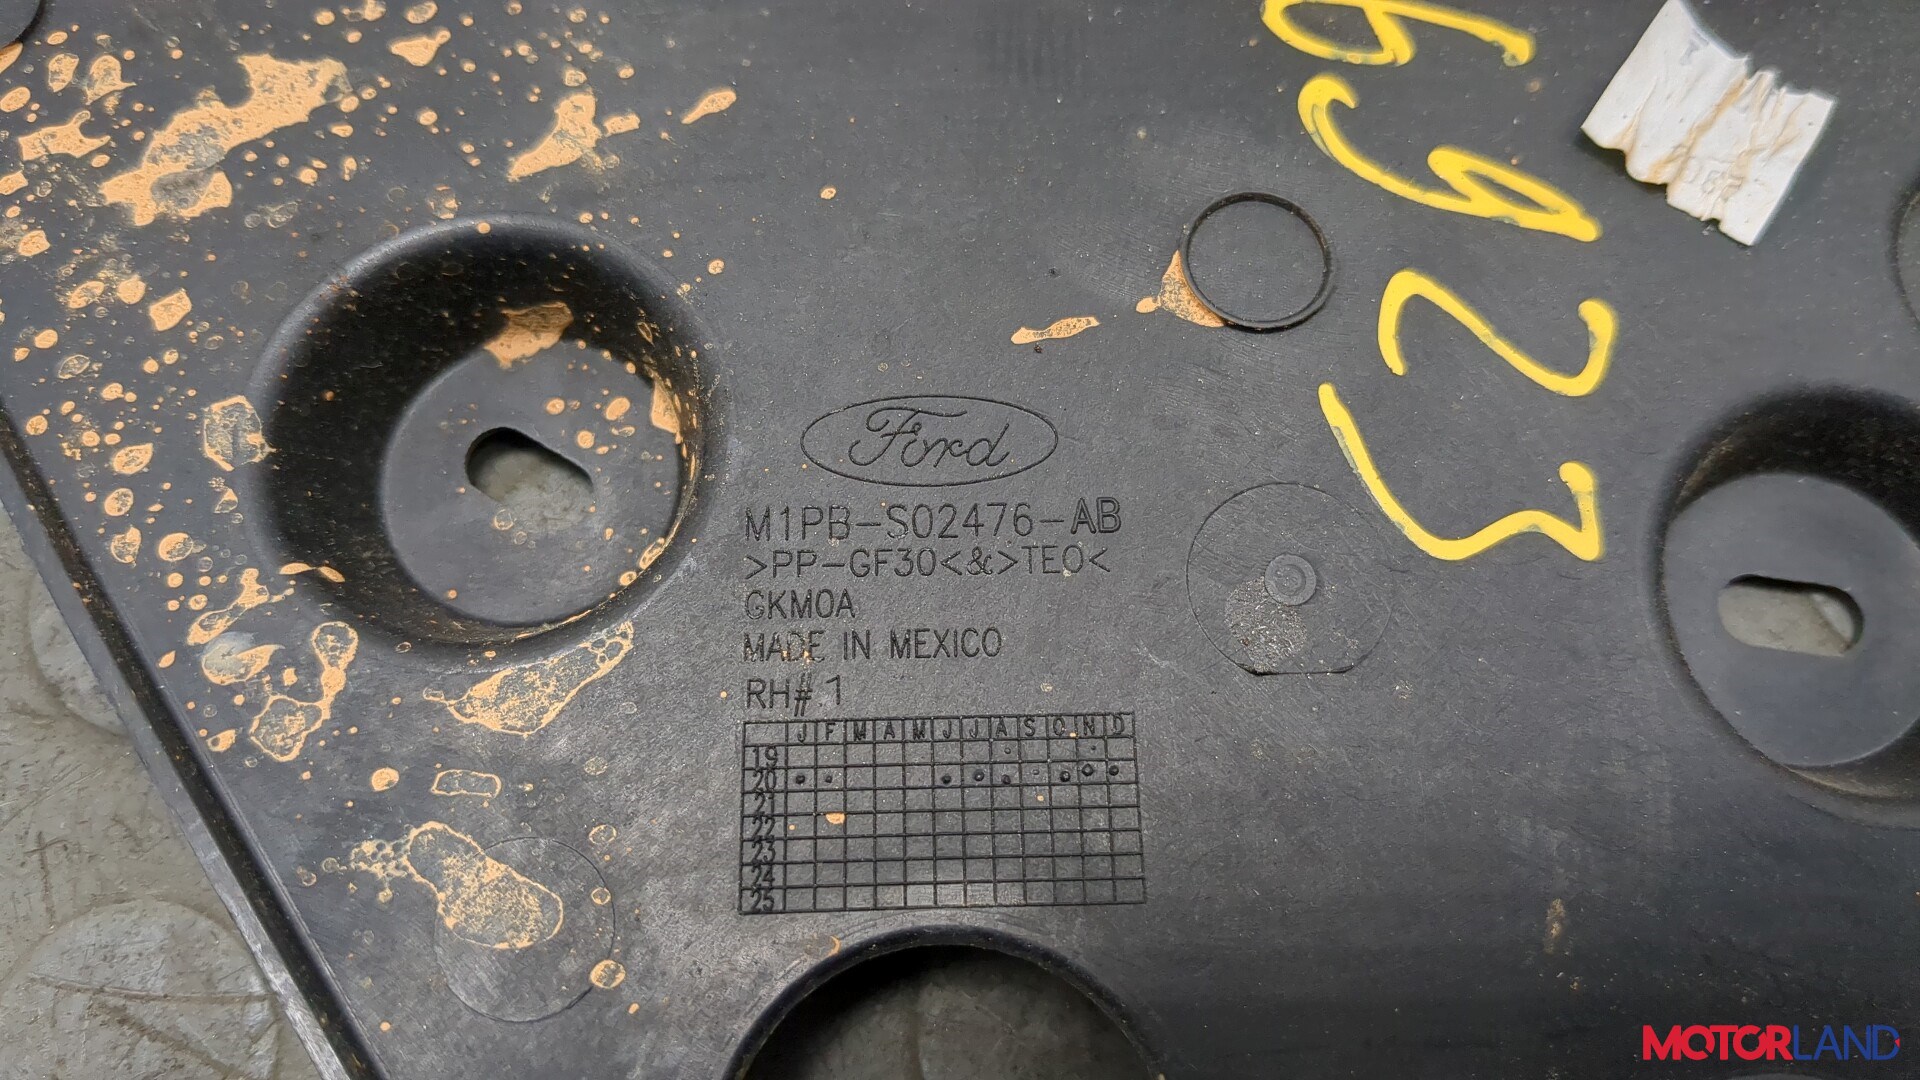 6923
Ford
M1PB-S02476-AB
>PP-GF30<&>TEO<
GKM0A
MADE IN MEXICO
RH# 1
J F M A M J J A S O N D
19
20
21
22
23
24
25
MOTORLAND